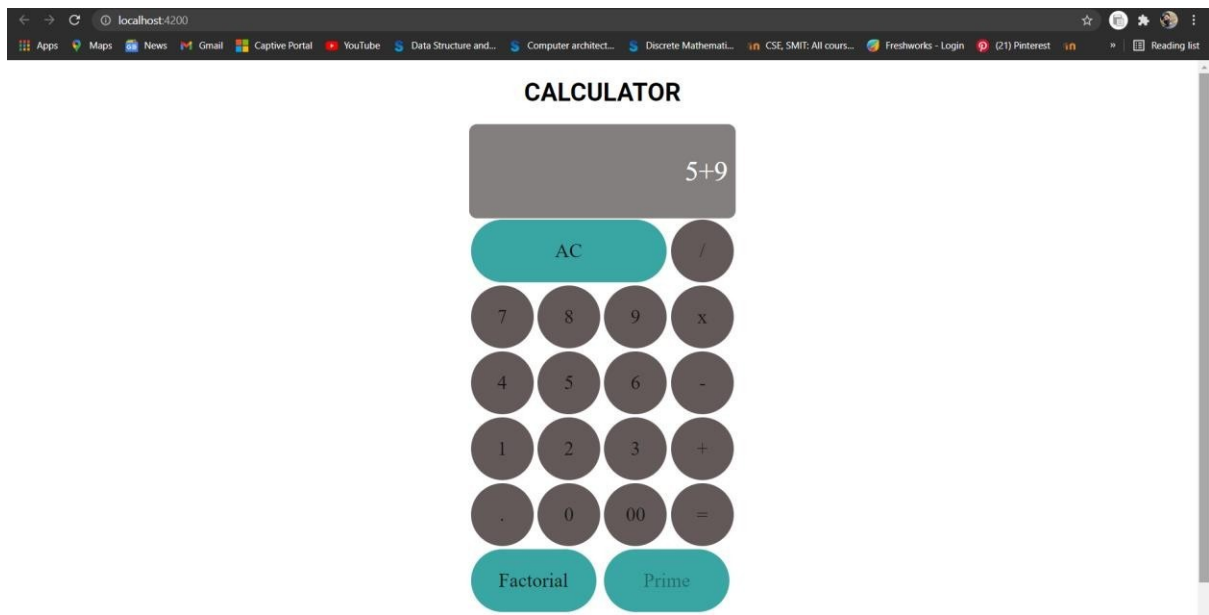 localhost:4200
Apps Maps News Gmail Captive Portal YouTube Data Structure and... Computer architect... Discrete Mathemati... CSE, SMIT: All cours... Freshworks - Login (21) Pinterest » Reading list
CALCULATOR
5+9
AC /
7 8 9 x
4 5 6 -
1 2 3 +
. 0 00 =
Factorial Prime